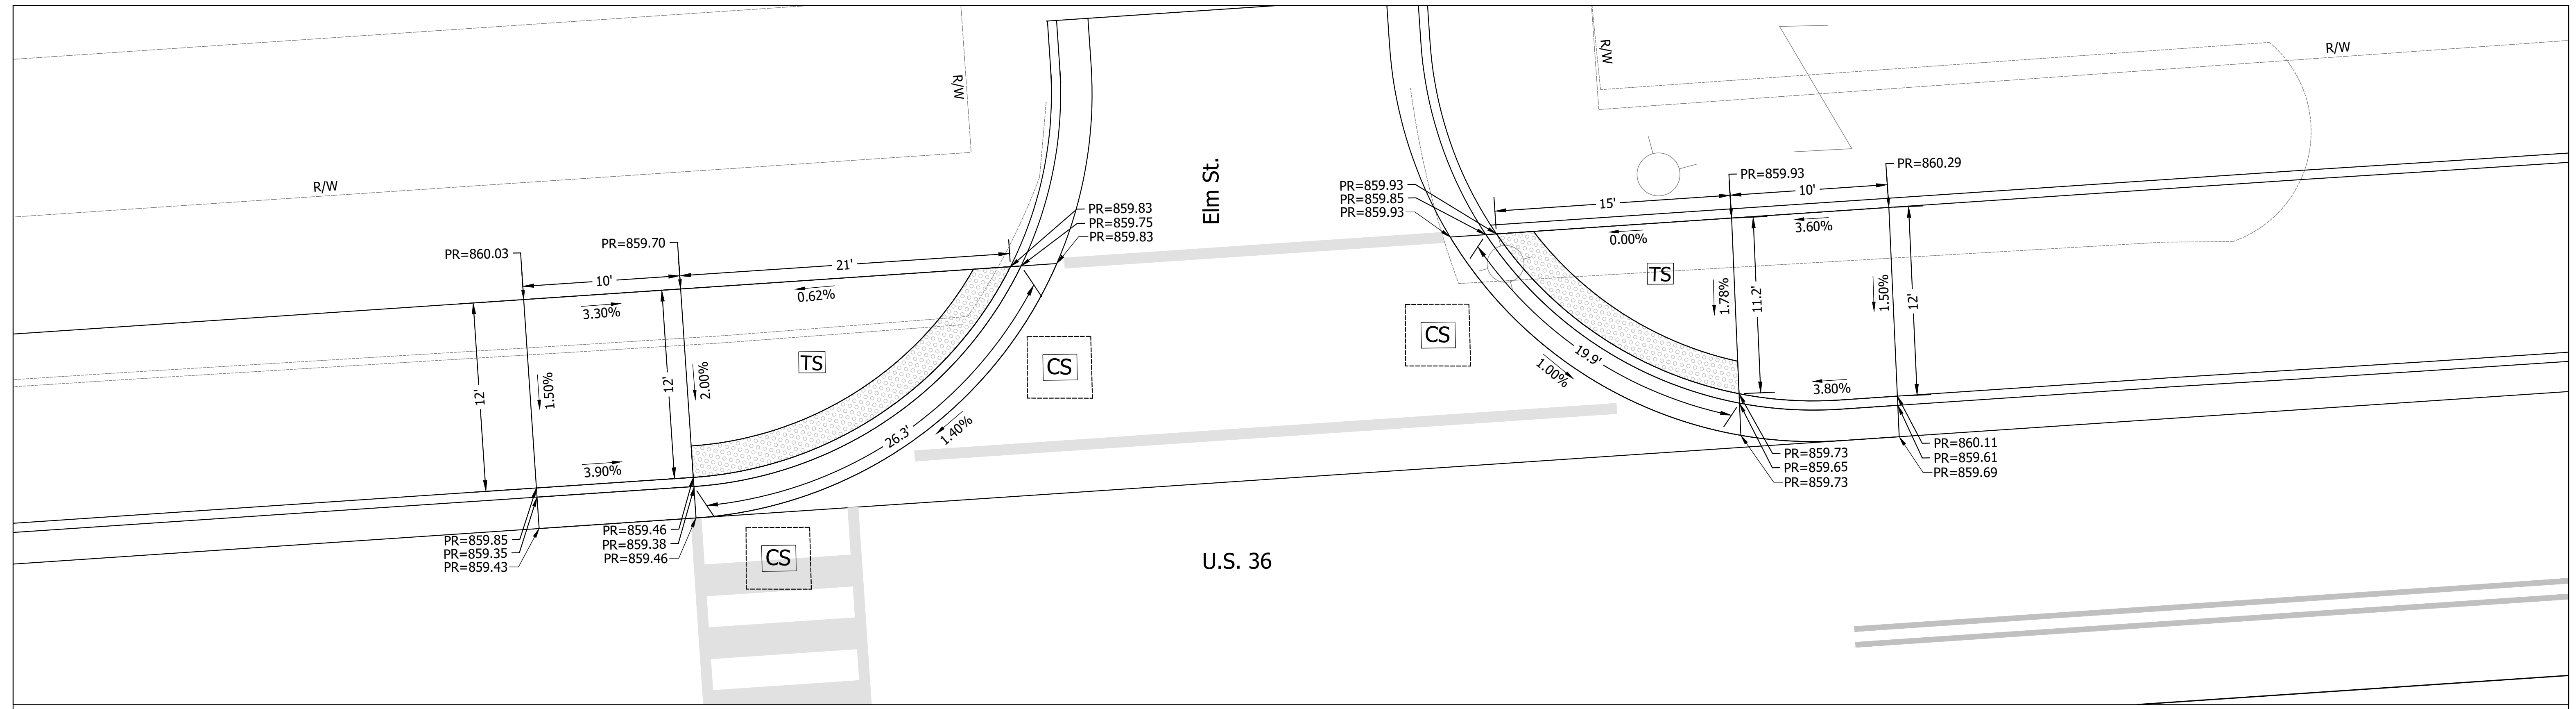 R/W
R/W
R/W
R/W
Elm St.
U.S. 36
PR=860.03
PR=859.70
10'
21'
3.30%
0.62%
12'
1.50%
12'
2.00%
TS
3.90%
26.3'
1.40%
PR=859.83
PR=859.75
PR=859.83
PR=859.85
PR=859.35
PR=859.43
PR=859.46
PR=859.38
PR=859.46
CS
CS
CS
PR=859.93
PR=859.85
PR=859.93
15'
PR=859.93
10'
PR=860.29
0.00%
3.60%
TS
1.78%
11.2'
1.50%
12'
19.9'
1.00%
3.80%
PR=859.73
PR=859.65
PR=859.73
PR=860.11
PR=859.61
PR=859.69